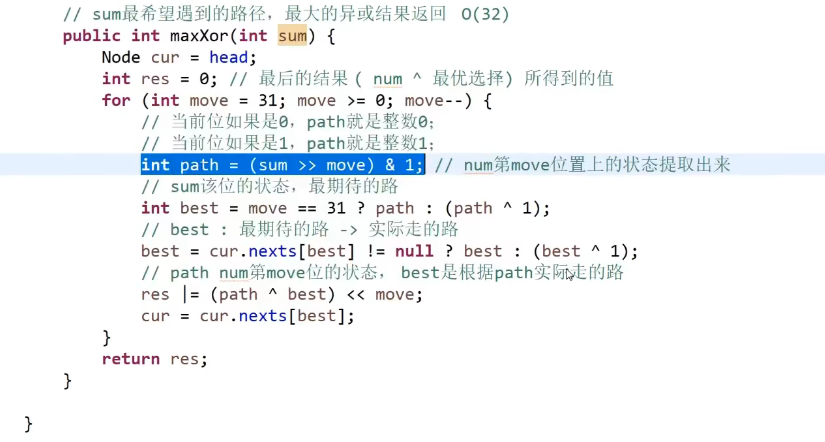 // sum最希望遇到的路径，最大的异或结果返回 O(32)
public int maxXor(int sum) {
Node cur = head;
int res = 0; // 最后的结果（ num ^ 最优选择）所得到的值
for (int move = 31; move >= 0; move--) {
// 当前位如果是0，path就是整数0；
// 当前位如果是1，path就是整数1；
int path = (sum >> move) & 1; // num第move位置上的状态提取出来
// sum该位的状态，最期待的路
int best = move == 31 ? path : (path ^ 1);
// best : 最期待的路 -> 实际走的路
best = cur.nexts[best] != null ? best : (best ^ 1);
// path num第move位的状态， best是根据path实际走的路
res |= (path ^ best) << move;
cur = cur.nexts[best];
}
return res;
}
}